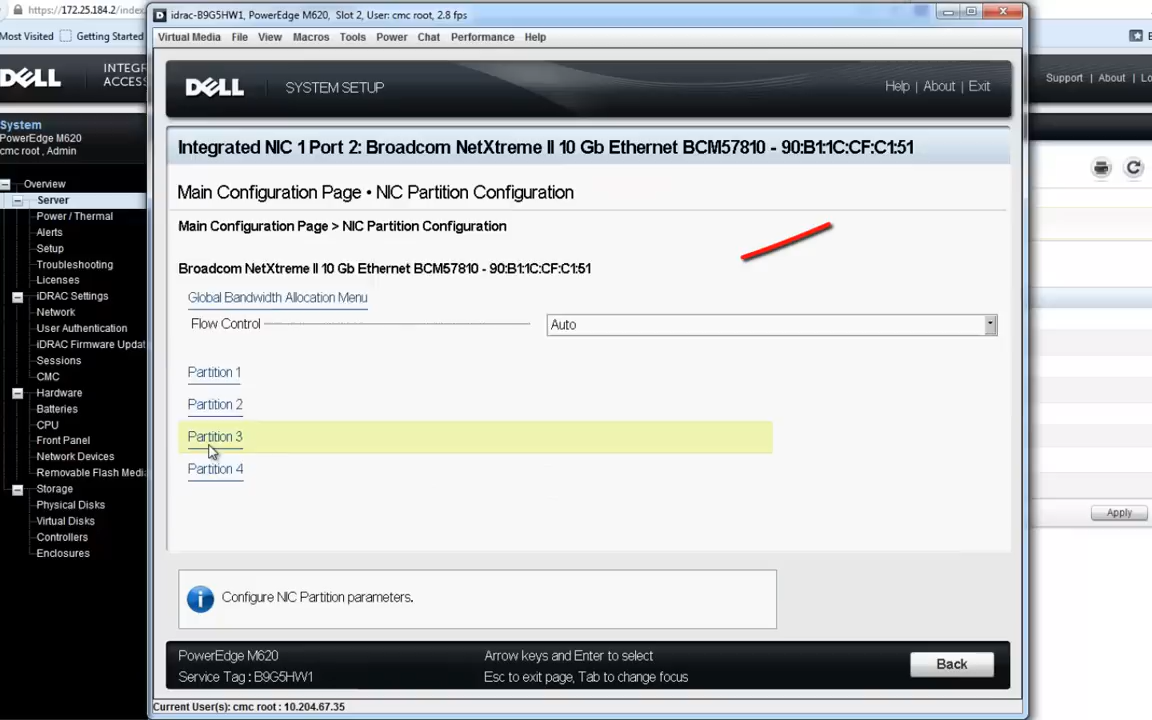 https://172.25.184.2/index
idrac-B9G5HW1, PowerEdge M620, Slot 2, User: cmc root, 2.8 fps
Most Visited
Getting Started
Virtual Media File View Macros Tools Power Chat Performance Help
DELL
INTEGR
ACCESS
DELL
SYSTEM SETUP
Help | About | Exit
Support | About | Lo
System
PowerEdge M620
cmc root , Admin
Integrated NIC 1 Port 2: Broadcom NetXtreme II 10 Gb Ethernet BCM57810 - 90:B1:1C:CF:C1:51
Main Configuration Page • NIC Partition Configuration
Main Configuration Page > NIC Partition Configuration
Broadcom NetXtreme II 10 Gb Ethernet BCM57810 - 90:B1:1C:CF:C1:51
Global Bandwidth Allocation Menu
Flow Control
Auto
Partition 1
Partition 2
Partition 3
Partition 4
Overview
Server
Power / Thermal
Alerts
Setup
Troubleshooting
Licenses
iDRAC Settings
Network
User Authentication
iDRAC Firmware Updat
Sessions
CMC
Hardware
Batteries
CPU
Front Panel
Network Devices
Removable Flash Medi
Storage
Physical Disks
Virtual Disks
Controllers
Enclosures
Apply
Configure NIC Partition parameters.
PowerEdge M620
Service Tag : B9G5HW1
Arrow keys and Enter to select
Esc to exit page, Tab to change focus
Back
Current User(s): cmc root : 10.204.67.35